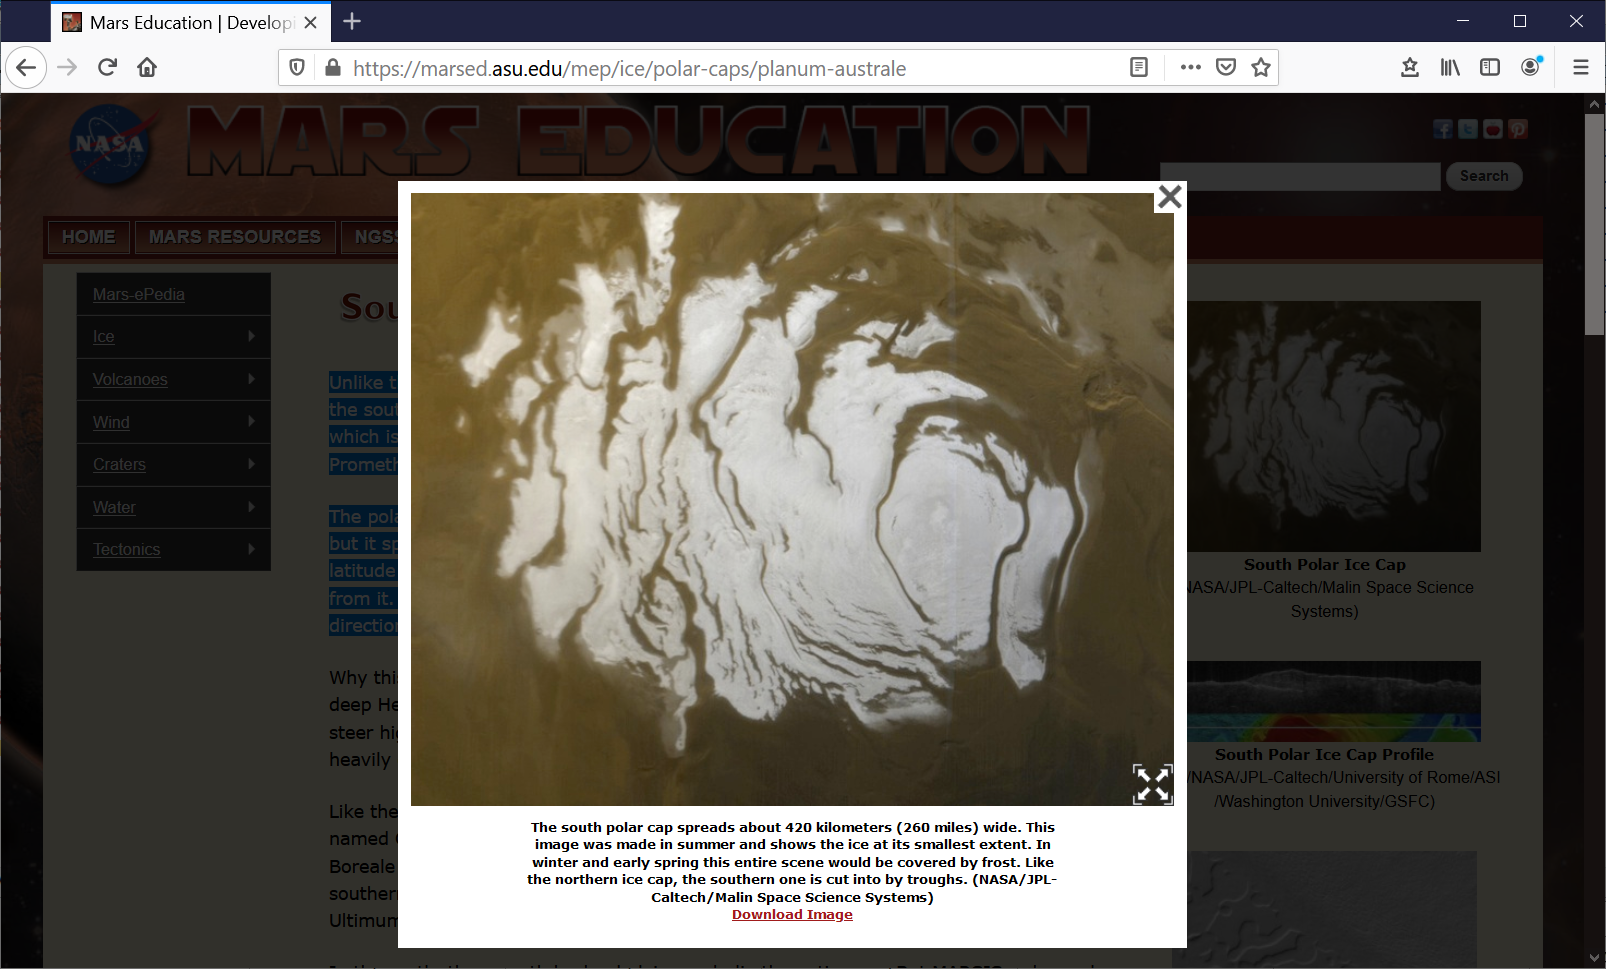 Mars Education | Developi
https://marsed.asu.edu/mep/ice/polar-caps/planum-australe
NASA
MARS EDUCATION
Search
HOME
MARS RESOURCES
NGSS
Mars-ePedia
Ice
Volcanoes
Wind
Craters
Water
Tectonics
Sou
Unlike t
the sout
which is
Prometh
The pola
but it sp
latitude
from it.
direction
Why this
deep He
steer hig
heavily
Like the
named
Boreale
southern
Ultimum
The south polar cap spreads about 420 kilometers (260 miles) wide. This
image was made in summer and shows the ice at its smallest extent. In
winter and early spring this entire scene would be covered by frost. Like
the northern ice cap, the southern one is cut into by troughs. (NASA/JPL-
Caltech/Malin Space Science Systems)
Download Image
South Polar Ice Cap
NASA/JPL-Caltech/Malin Space Science
Systems)
South Polar Ice Cap Profile
/NASA/JPL-Caltech/University of Rome/ASI
/Washington University/GSFC)